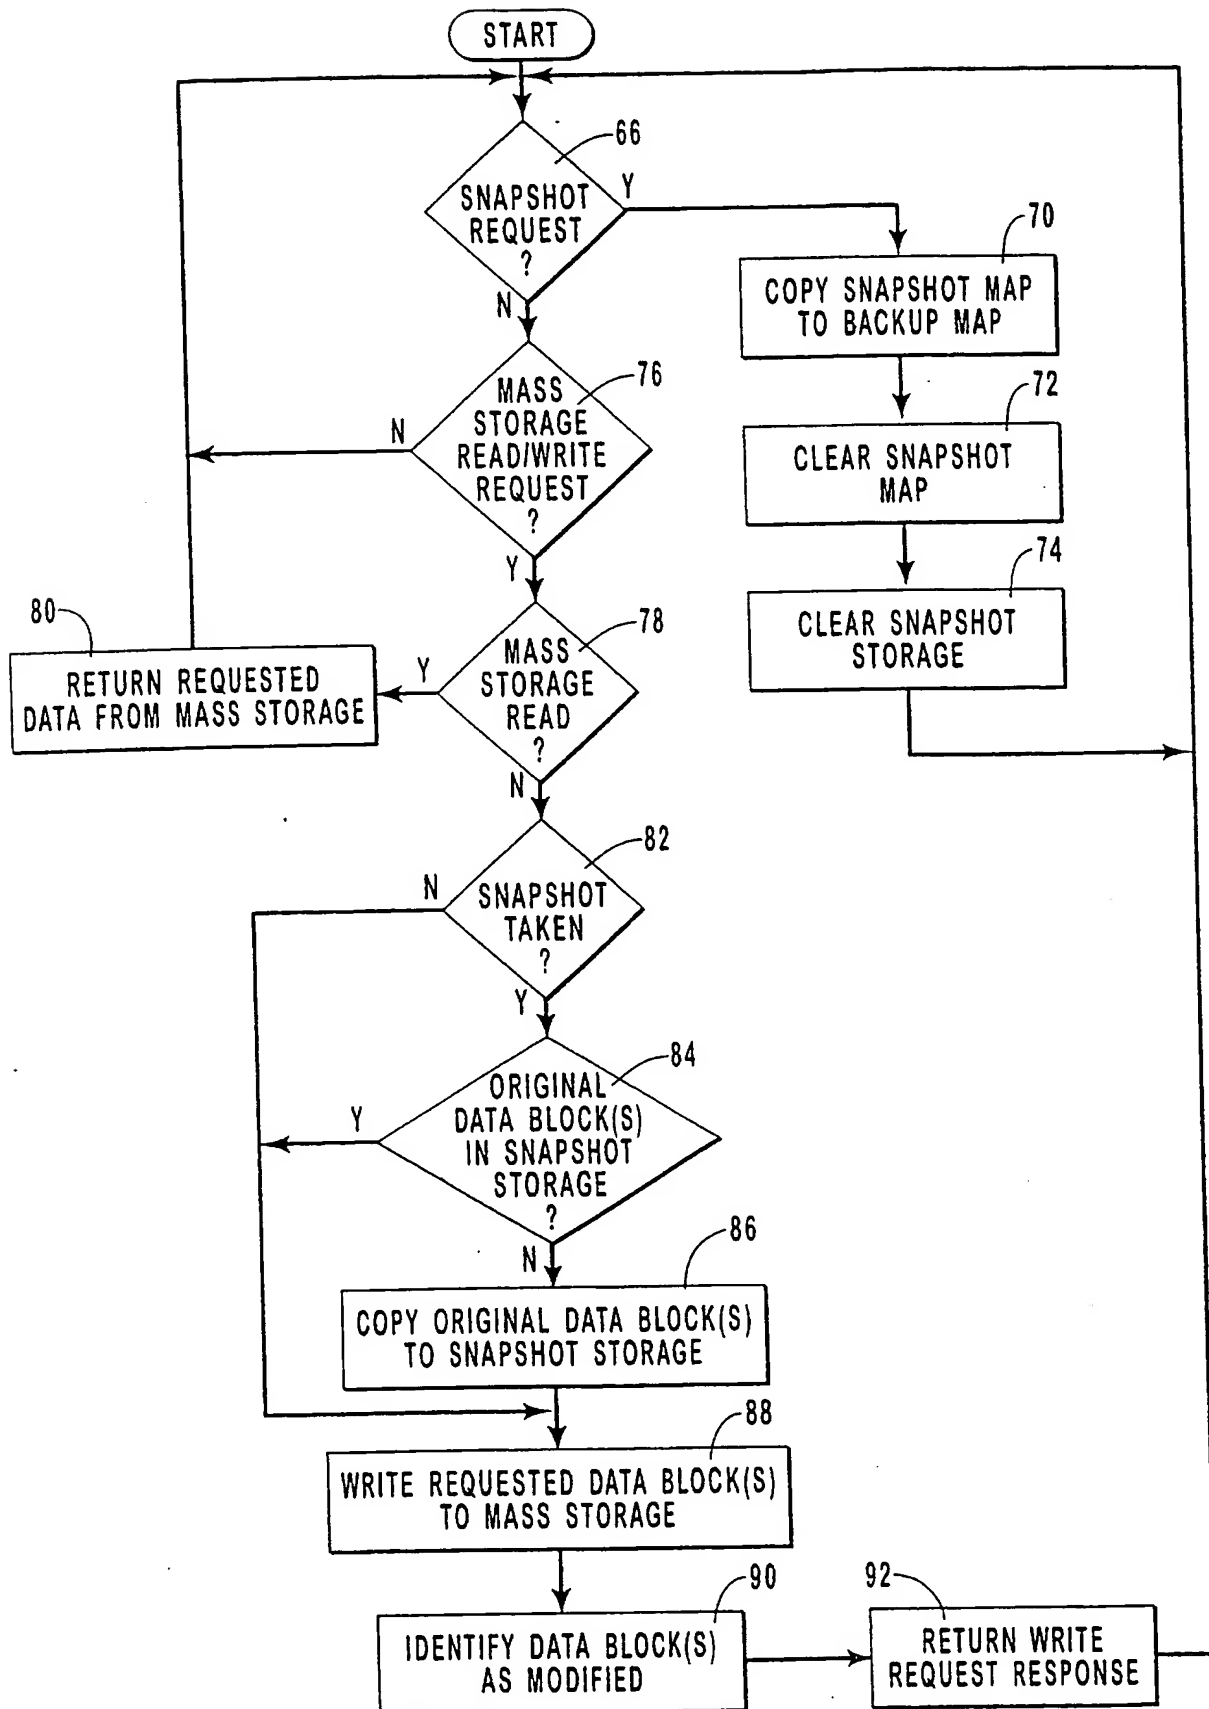 START
66
SNAPSHOT
REQUEST
?
Y
N
70
COPY SNAPSHOT MAP
TO BACKUP MAP
76
MASS
STORAGE
READ/WRITE
REQUEST
?
N
Y
72
CLEAR SNAPSHOT
MAP
74
CLEAR SNAPSHOT
STORAGE
78
MASS
STORAGE
READ
?
Y
N
80
RETURN REQUESTED
DATA FROM MASS STORAGE
82
SNAPSHOT
TAKEN
?
N
Y
84
ORIGINAL
DATA BLOCK(S)
IN SNAPSHOT
STORAGE
?
Y
N
86
COPY ORIGINAL DATA BLOCK(S)
TO SNAPSHOT STORAGE
88
WRITE REQUESTED DATA BLOCK(S)
TO MASS STORAGE
90
IDENTIFY DATA BLOCK(S)
AS MODIFIED
92
RETURN WRITE
REQUEST RESPONSE